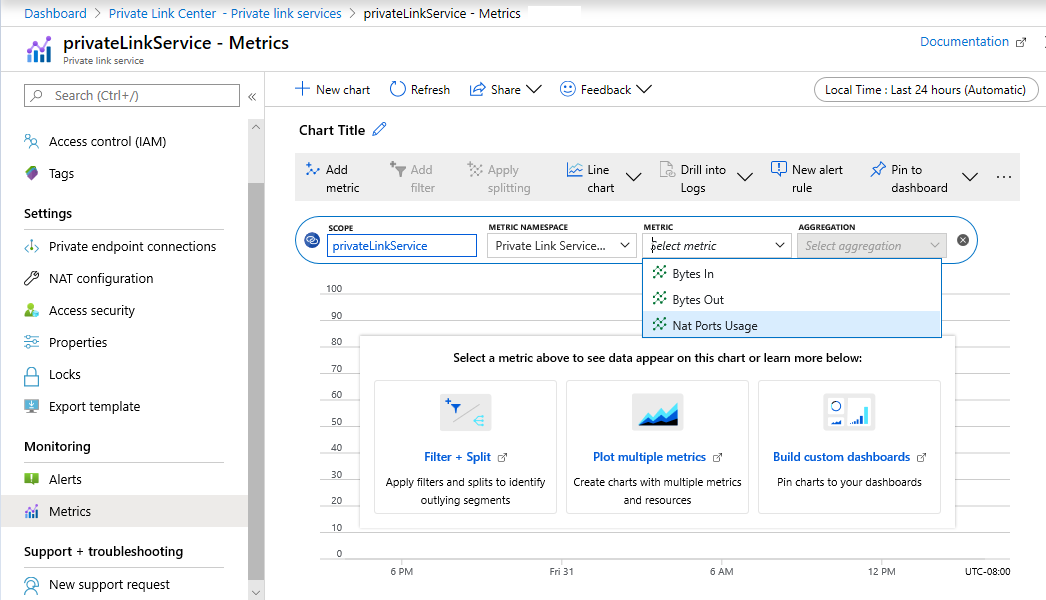 Dashboard > Private Link Center - Private link services > privateLinkService - Metrics
privateLinkService - Metrics
Private link service
Documentation
Search (Ctrl+/)
«
Access control (IAM)
Tags
Settings
Private endpoint connections
NAT configuration
Access security
Properties
Locks
Export template
Monitoring
Alerts
Metrics
Support + troubleshooting
New support request
New chart
Refresh
Share
Feedback
Local Time : Last 24 hours (Automatic)
Chart Title
Add
metric
Add
filter
Apply
splitting
Line
chart
Drill into
Logs
New alert
rule
Pin to
dashboard
...
SCOPE
privateLinkService
METRIC NAMESPACE
Private Link Service...
METRIC
Select metric
AGGREGATION
Select aggregation
Bytes In
Bytes Out
Nat Ports Usage
100
90
80
70
60
50
40
30
20
10
0
Select a metric above to see data appear on this chart or learn more below:
Filter + Split
Apply filters and splits to identify
outlying segments
Plot multiple metrics
Create charts with multiple metrics
and resources
Build custom dashboards
Pin charts to your dashboards
6 PM
Fri 31
6 AM
12 PM
UTC-08:00